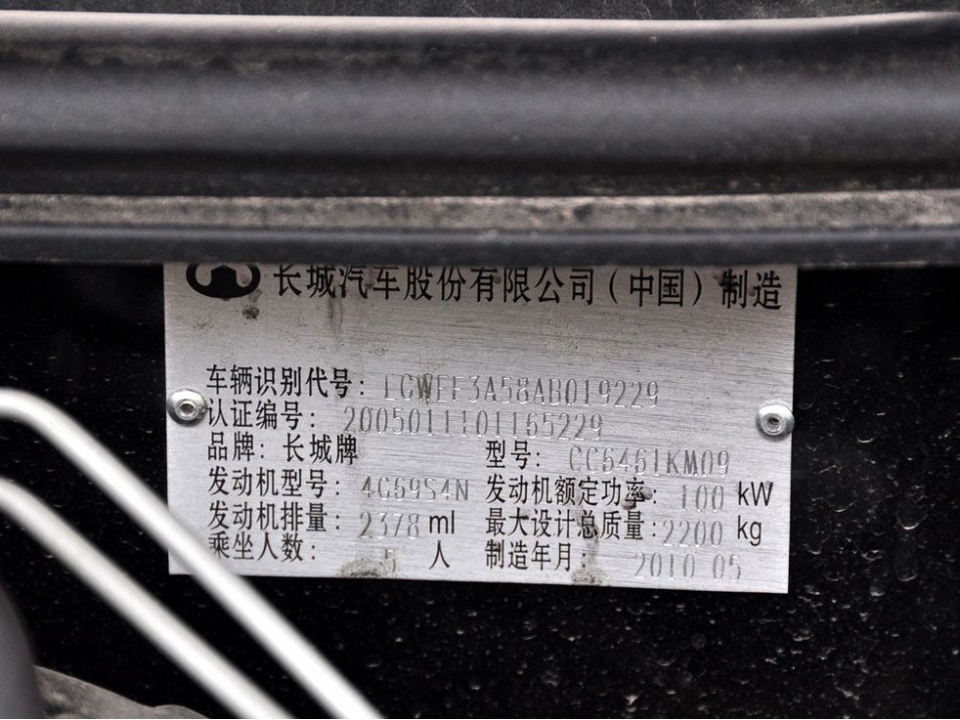 长城汽车股份有限公司（中国）制造
车辆识别代号：LGWFF3A58AB019229
认证编号：2005011101165229
品牌：长城牌 型号：CC6461KM09
发动机型号：4G69S4N 发动机额定功率：100 kW
发动机排量：2378 ml 最大设计总质量：2200 kg
乘坐人数：5 人 制造年月：2010 05